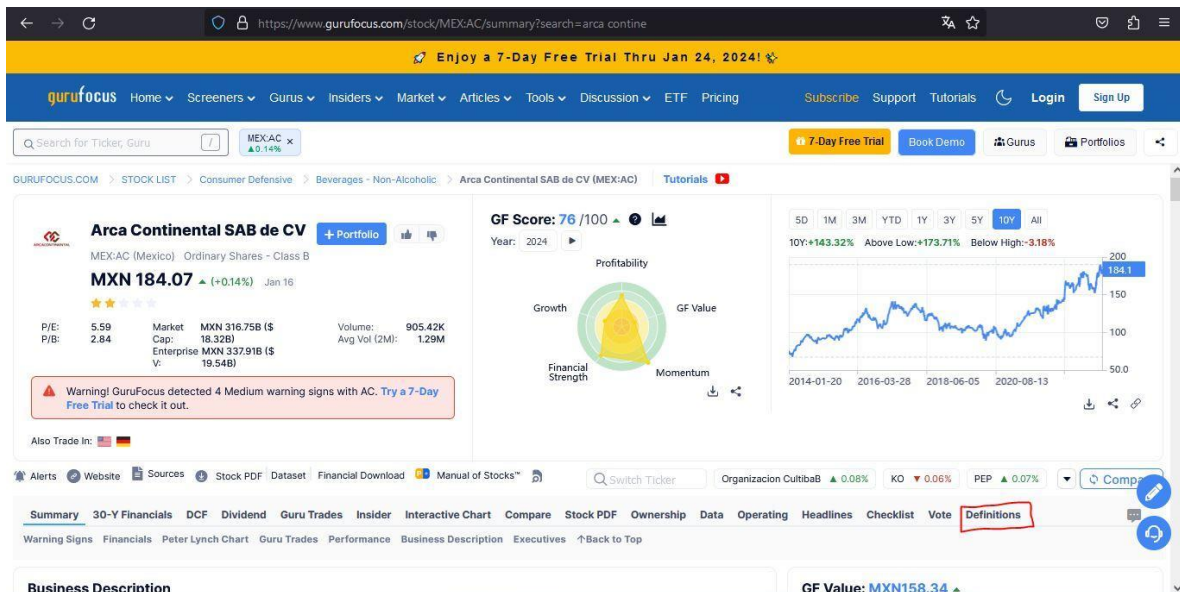 https://www.gurufocus.com/stock/MEX:AC/summary?search=arca contine
Enjoy a 7-Day Free Trial Thru Jan 24, 2024!
gurufocus Home Screeners Gurus Insiders Market Articles Tools Discussion ETF Pricing Subscribe Support Tutorials Login Sign Up
Search for Ticker, Guru / MEX:AC × ▲0.14% 7-Day Free Trial Book Demo Gurus Portfolios
GURUFOCUS.COM > STOCK LIST > Consumer Defensive > Beverages - Non-Alcoholic > Arca Continental SAB de CV (MEX:AC) Tutorials
ARCACONTINENTAL
Arca Continental SAB de CV + Portfolio
MEX:AC (Mexico) Ordinary Shares - Class B
MXN 184.07 ▲ (+0.14%) Jan 16
P/E: 5.59 Market Cap: MXN 316.75B ($ 18.32B) Volume: 905.42K
P/B: 2.84 Enterprise V: MXN 337.91B ($ 19.54B) Avg Vol (2M): 1.29M
Warning! GuruFocus detected 4 Medium warning signs with AC. Try a 7-Day
Free Trial to check it out.
Also Trade In:
GF Score: 76 /100 ▲
Year: 2024
Profitability
Growth GF Value
Financial Strength Momentum
5D 1M 3M YTD 1Y 3Y 5Y 10Y All
10Y:+143.32% Above Low:+173.71% Below High:-3.18%
200
184.1
150
100
50.0
2014-01-20 2016-03-28 2018-06-05 2020-08-13
Alerts Website Sources Stock PDF Dataset Financial Download Manual of Stocks™ Switch Ticker Organizacion CultibaB ▲ 0.08% KO ▼ 0.06% PEP ▲ 0.07% Compa
Summary 30-Y Financials DCF Dividend Guru Trades Insider Interactive Chart Compare Stock PDF Ownership Data Operating Headlines Checklist Vote Definitions
Warning Signs Financials Peter Lynch Chart Guru Trades Performance Business Description Executives ↑Back to Top
Business Description GF Value: MXN158.34 ▲